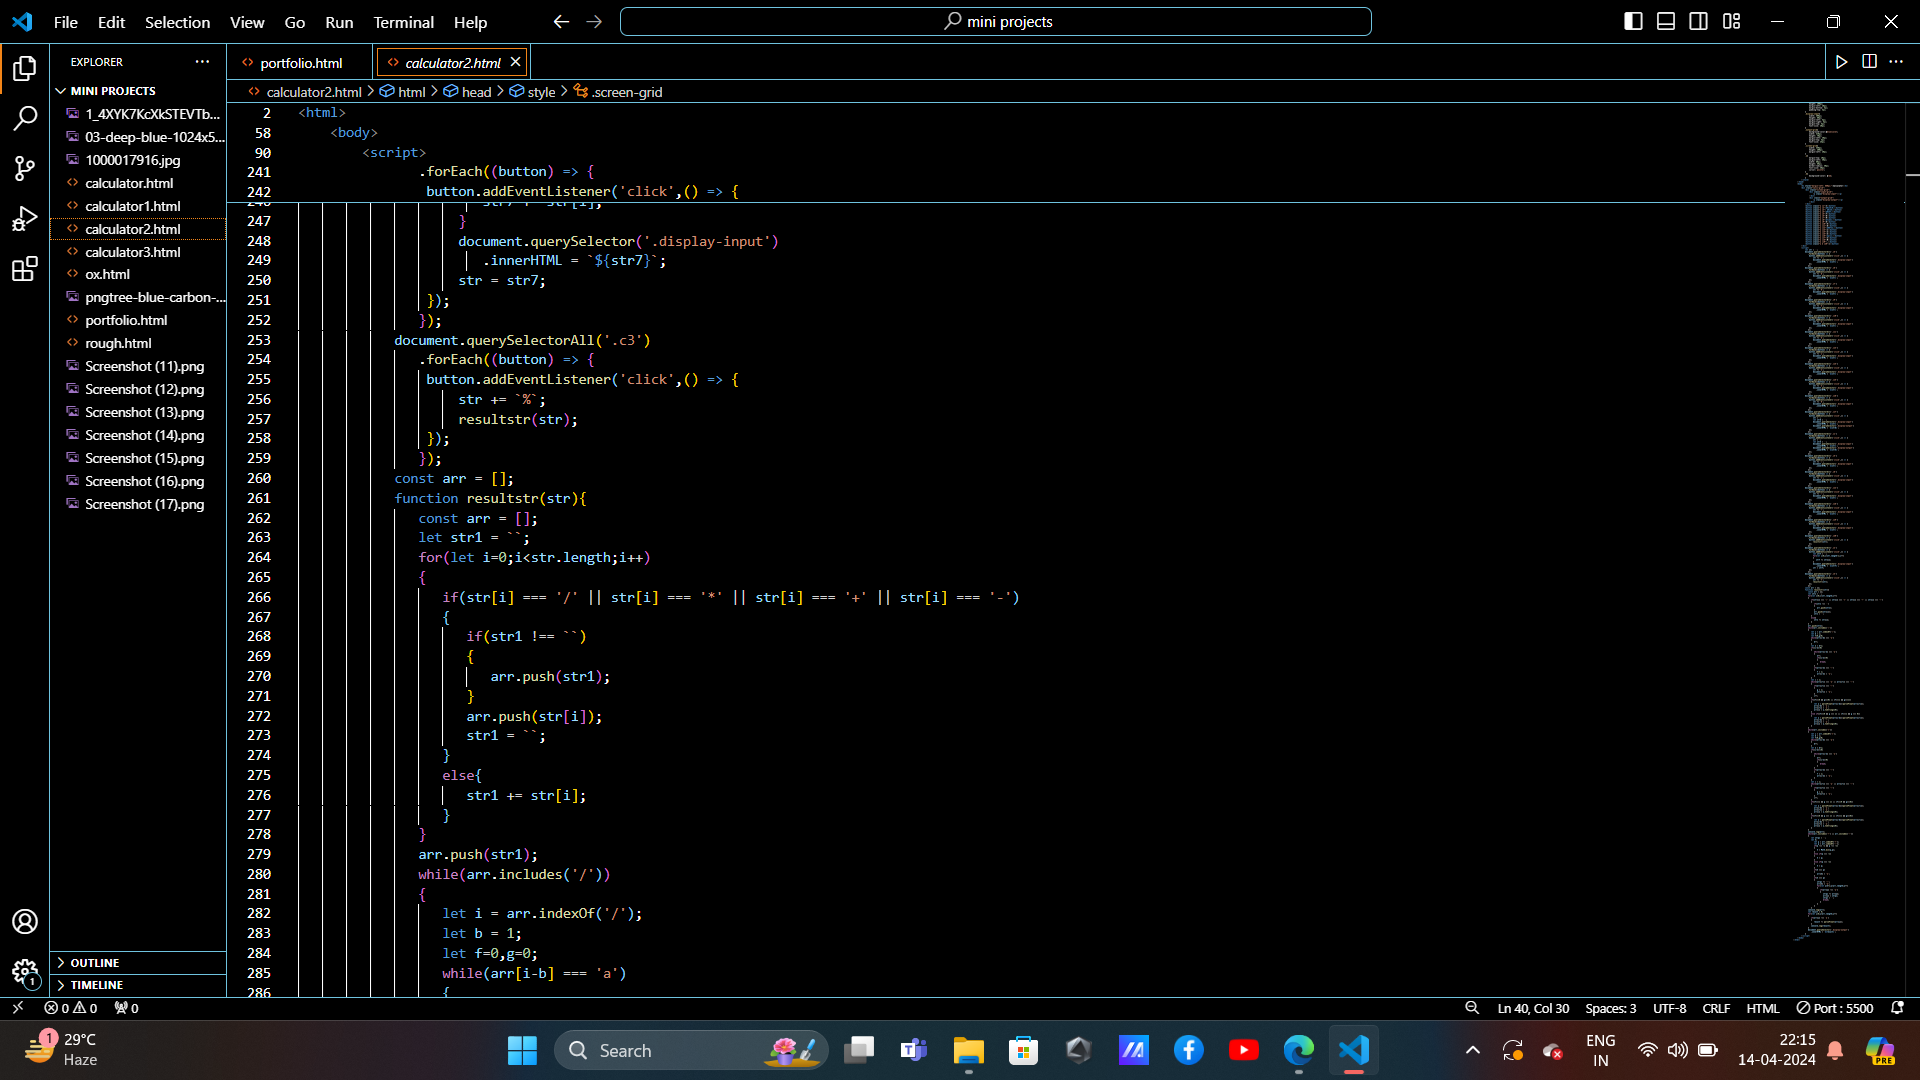 File Edit Selection View Go Run Terminal Help
mini projects
EXPLORER
MINI PROJECTS
1_4XYK7KcXkSTEVTb...
03-deep-blue-1024x5...
1000017916.jpg
calculator.html
calculator1.html
calculator2.html
calculator3.html
ox.html
pngtree-blue-carbon-...
portfolio.html
rough.html
Screenshot (11).png
Screenshot (12).png
Screenshot (13).png
Screenshot (14).png
Screenshot (15).png
Screenshot (16).png
Screenshot (17).png
OUTLINE
TIMELINE
portfolio.html calculator2.html
calculator2.html > html > head > style > .screen-grid
2 <html>
58 <body>
90 <script>
241 .forEach((button) => {
242 button.addEventListener('click',() => {
247 }
248 document.querySelector('.display-input')
249 .innerHTML = `${str7}`;
250 str = str7;
251 });
252 });
253 document.querySelectorAll('.c3')
254 .forEach((button) => {
255 button.addEventListener('click',() => {
256 str += `%`;
257 resultstr(str);
258 });
259 });
260 const arr = [];
261 function resultstr(str){
262 const arr = [];
263 let str1 = ``;
264 for(let i=0;i<str.length;i++)
265 {
266 if(str[i] === '/' || str[i] === '*' || str[i] === '+' || str[i] === '-')
267 {
268 if(str1 !== ``)
269 {
270 arr.push(str1);
271 }
272 arr.push(str[i]);
273 str1 = ``;
274 }
275 else{
276 str1 += str[i];
277 }
278 }
279 arr.push(str1);
280 while(arr.includes('/'))
281 {
282 let i = arr.indexOf('/');
283 let b = 1;
284 let f=0,g=0;
285 while(arr[i-b] === 'a')
286 {
1
0 0 0
Ln 40, Col 30 Spaces: 3 UTF-8 CRLF HTML Port : 5500
1
29°C
Haze
Search
ENG
IN
22:15
14-04-2024
PRE